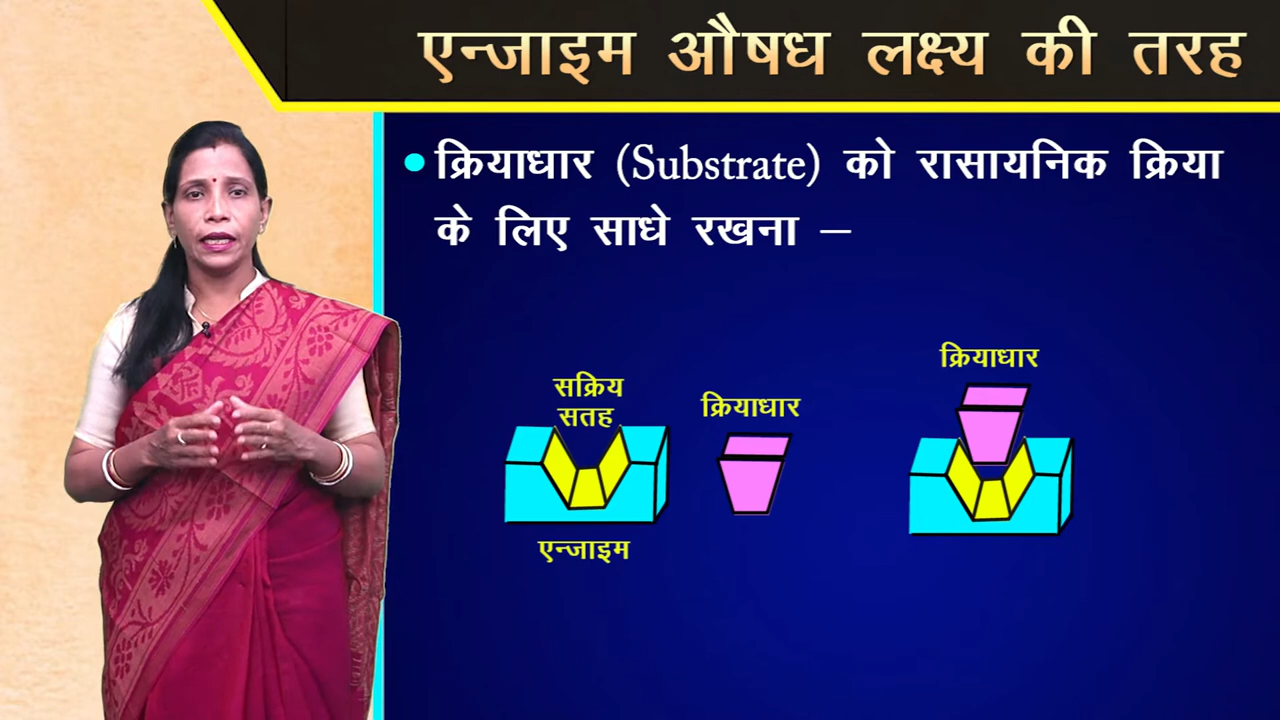 एन्जाइम औषध लक्ष्य की तरह
• क्रियाधार (Substrate) को रासायनिक क्रिया
के लिए साधे रखना –
सक्रिय
सतह
क्रियाधार
क्रियाधार
एन्जाइम